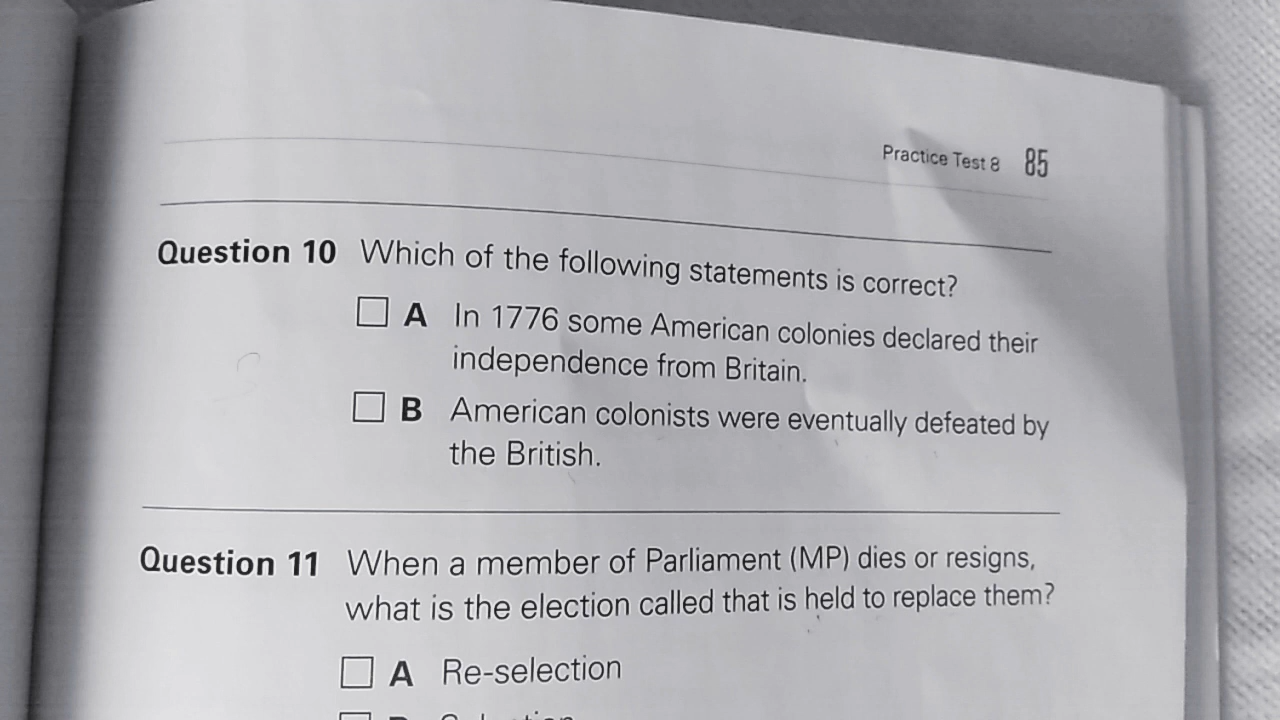 Practice Test 8 85
Question 10 Which of the following statements is correct?
A In 1776 some American colonies declared their
independence from Britain.
B American colonists were eventually defeated by
the British.
Question 11 When a member of Parliament (MP) dies or resigns,
what is the election called that is held to replace them?
A Re-selection